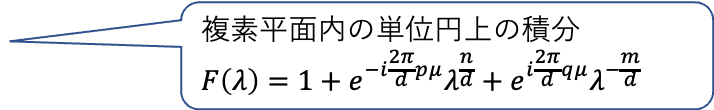 複素平面内の単位円上の積分
F(λ) = 1 + e^{-i\frac{2π}{d}pμ} λ^{\frac{n}{d}} + e^{i\frac{2π}{d}qμ} λ^{-\frac{m}{d}}